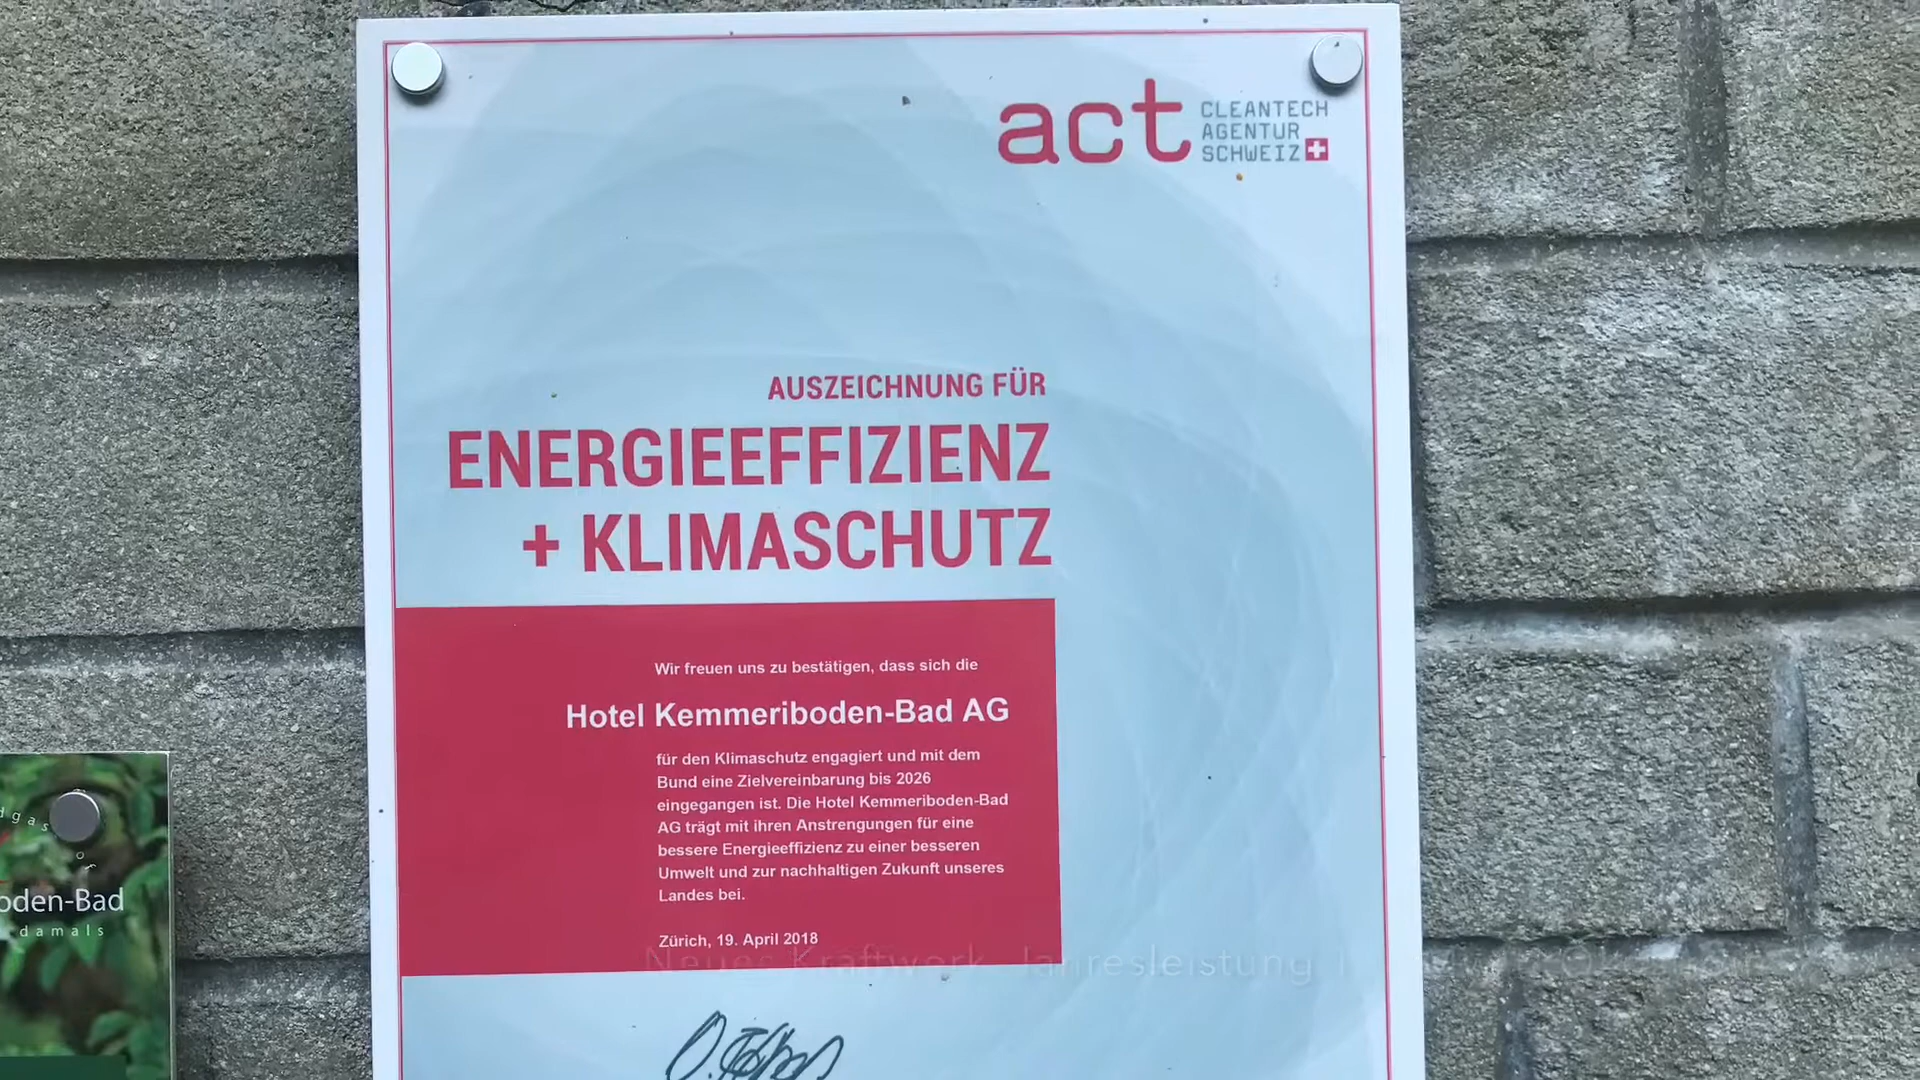 act
CLEANTECH
AGENTUR
SCHWEIZ
AUSZEICHNUNG FÜR
ENERGIEEFFIZIENZ
+ KLIMASCHUTZ
Wir freuen uns zu bestätigen, dass sich die
Hotel Kemmeriboden-Bad AG
für den Klimaschutz engagiert und mit dem
Bund eine Zielvereinbarung bis 2026
eingegangen ist. Die Hotel Kemmeriboden-Bad
AG trägt mit ihren Anstrengungen für eine
bessere Energieeffizienz zu einer besseren
Umwelt und zur nachhaltigen Zukunft unseres
Landes bei.
Zürich, 19. April 2018
Neues Kraftwerk Jahresleistung
oden-Bad
damals